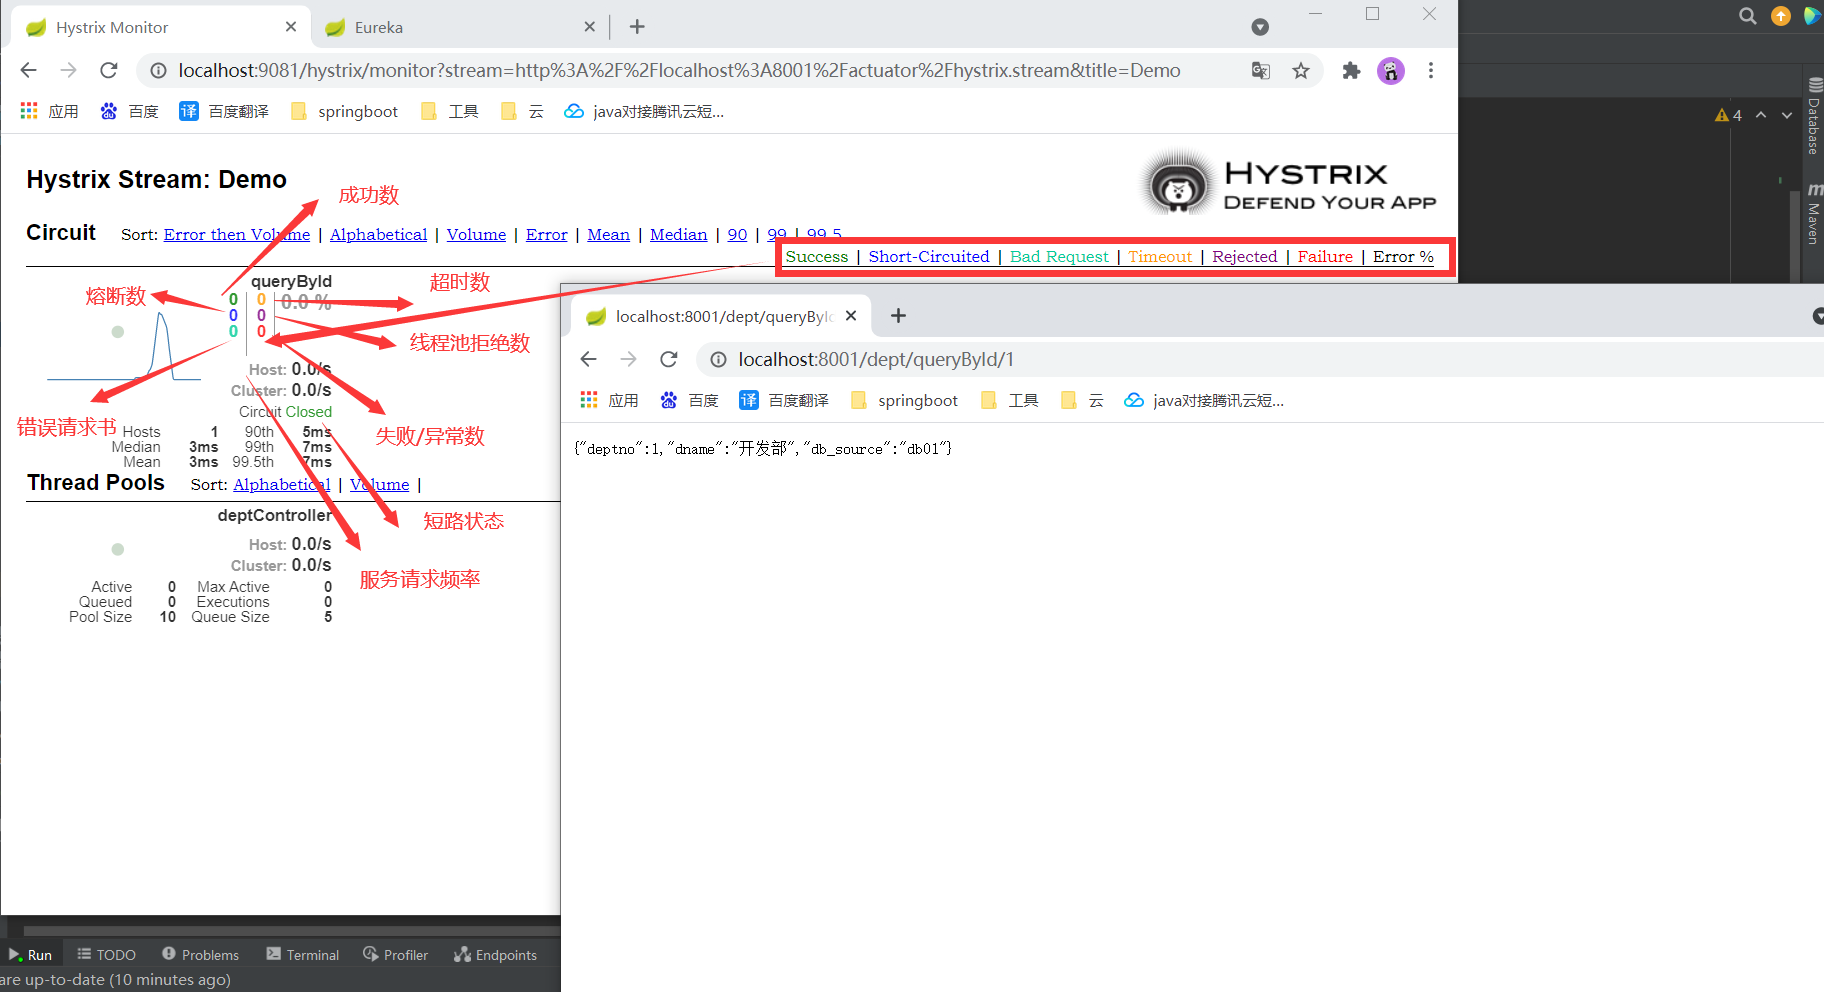 Hystrix Monitor
Eureka
localhost:9081/hystrix/monitor?stream=http%3A%2F%2Flocalhost%3A8001%2Factuator%2Fhystrix.stream&title=Demo
应用 百度 译 百度翻译 springboot 工具 云 java对接腾讯云短...
4
Database
Maven
Hystrix Stream: Demo
HYSTRIX
DEFEND YOUR APP
成功数
Circuit Sort: Error then Volume | Alphabetical | Volume | Error | Mean | Median | 90 | 99 | 99.5
Success | Short-Circuited | Bad Request | Timeout | Rejected | Failure | Error %
queryById
超时数
熔断数
0 0 0.0 %
0 0
0 0
线程池拒绝数
Host: 0.0/s
Cluster: 0.0/s
Circuit Closed
错误请求书
失败/异常数
Hosts 1 90th 5ms
Median 3ms 99th 7ms
Mean 3ms 99.5th 7ms
Thread Pools Sort: Alphabetical | Volume |
deptController
短路状态
Host: 0.0/s
Cluster: 0.0/s
服务请求频率
Active 0 Max Active 0
Queued 0 Executions 0
Pool Size 10 Queue Size 5
localhost:8001/dept/queryById
localhost:8001/dept/queryById/1
应用 百度 译 百度翻译 springboot 工具 云 java对接腾讯云短...
{"deptno":1,"dname":"开发部","db_source":"db01"}
Run TODO Problems Terminal Profiler Endpoints
are up-to-date (10 minutes ago)